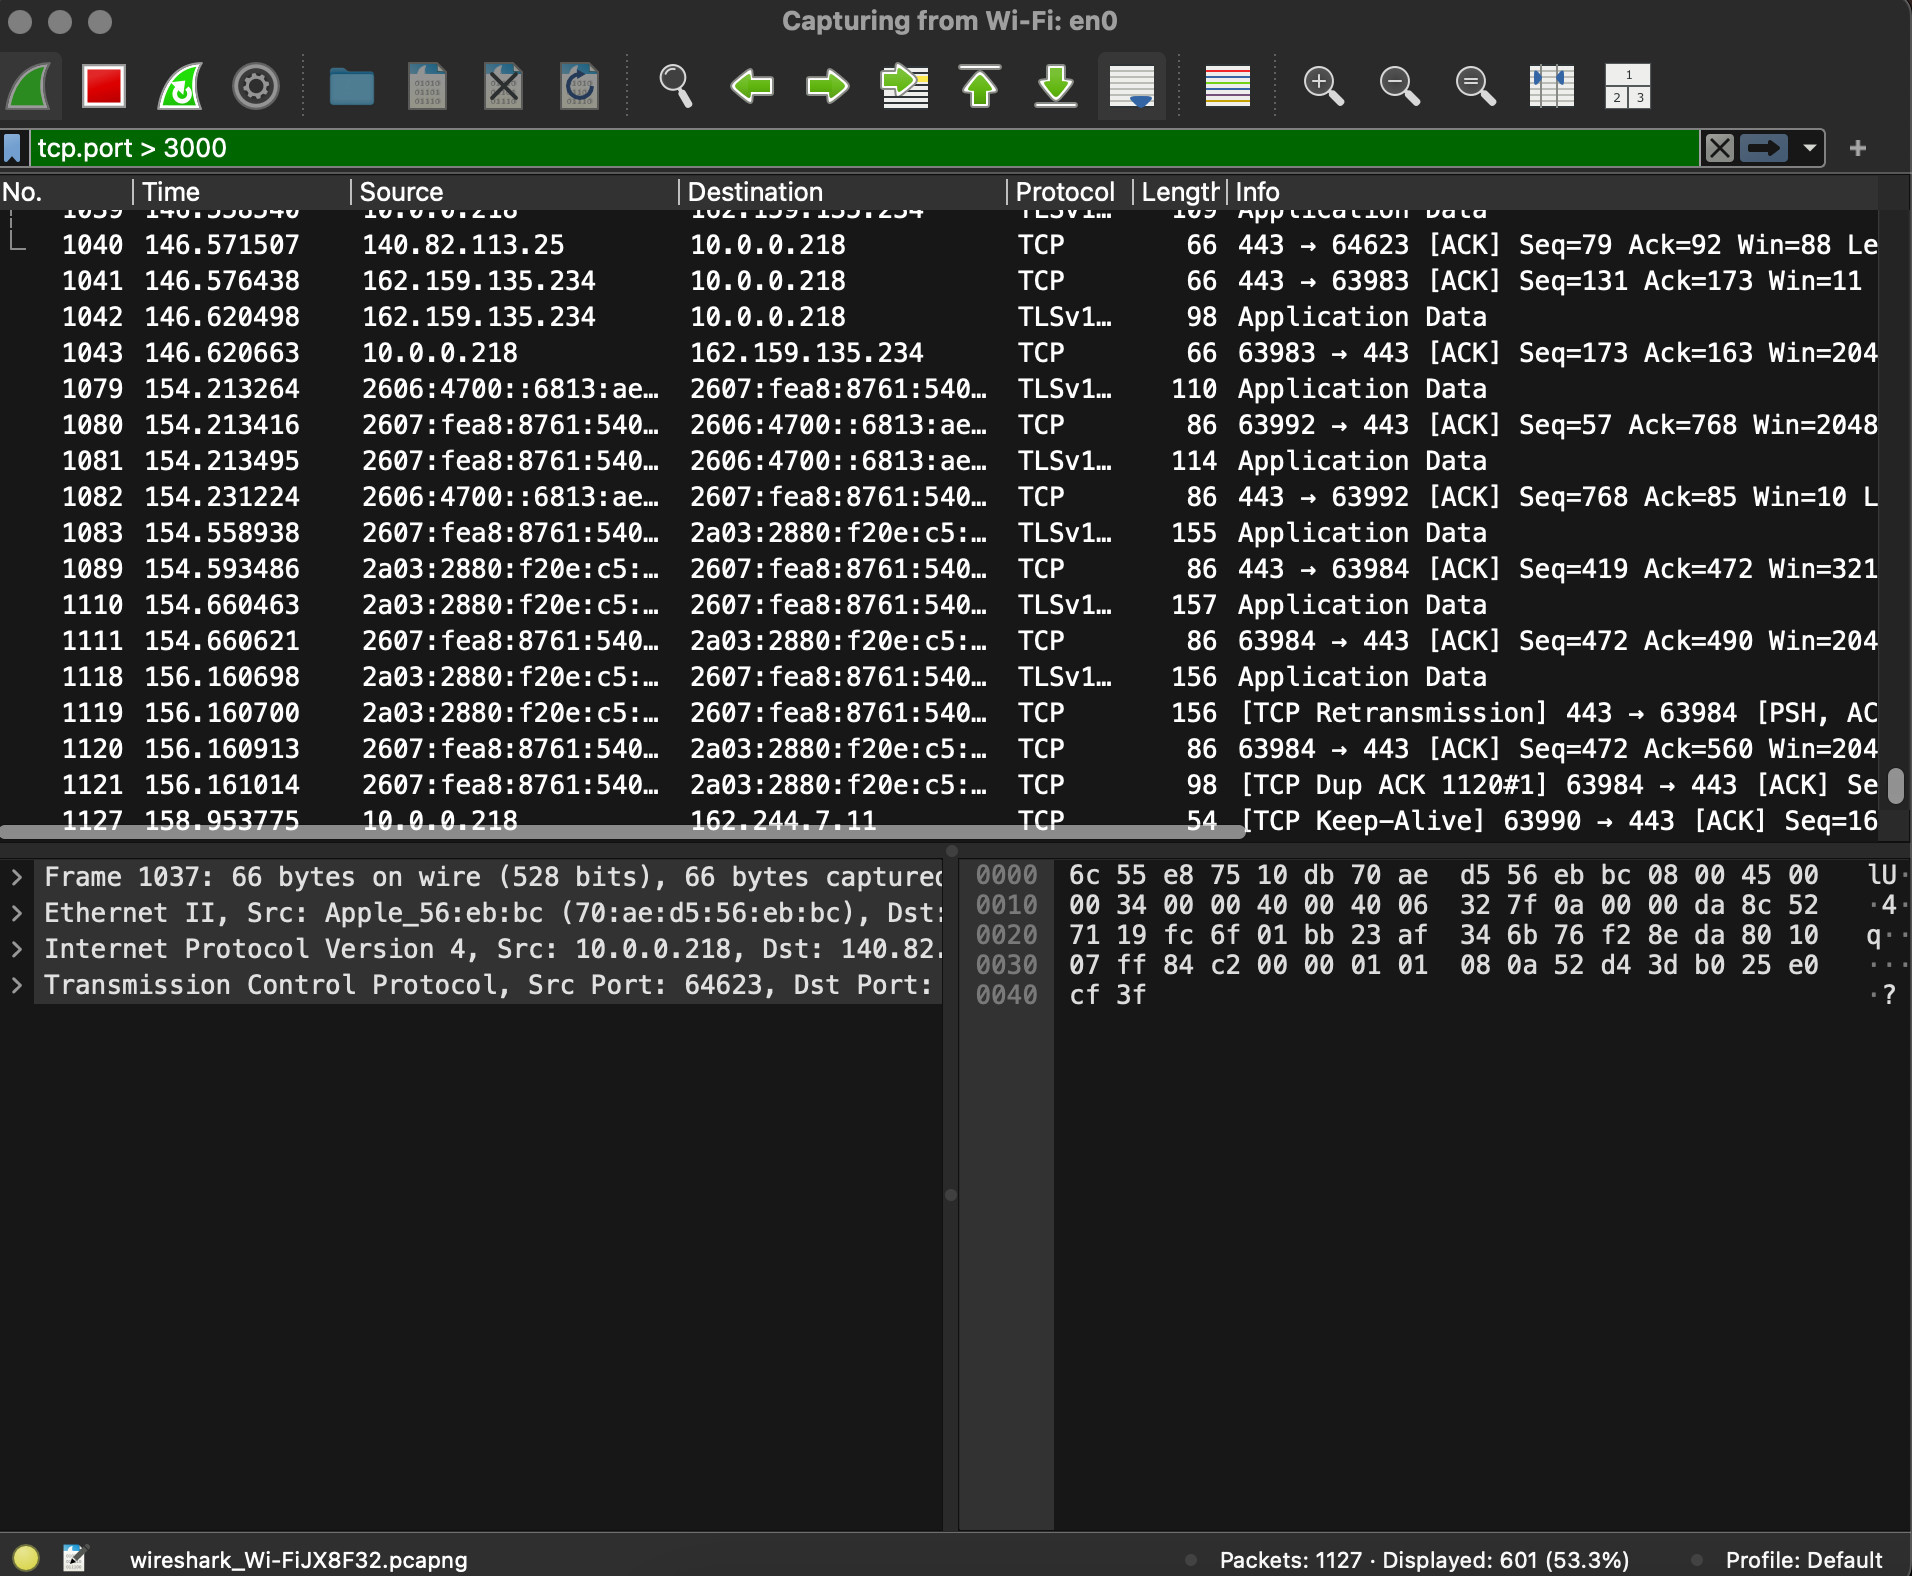 Capturing from Wi-Fi: en0
1
2 3
tcp.port > 3000
No. Time Source Destination Protocol Length Info
1039 146.558540 10.0.0.218 162.159.135.234 TLSv1… 109 Application Data
1040 146.571507 140.82.113.25 10.0.0.218 TCP 66 443 → 64623 [ACK] Seq=79 Ack=92 Win=88 Le
1041 146.576438 162.159.135.234 10.0.0.218 TCP 66 443 → 63983 [ACK] Seq=131 Ack=173 Win=11
1042 146.620498 162.159.135.234 10.0.0.218 TLSv1… 98 Application Data
1043 146.620663 10.0.0.218 162.159.135.234 TCP 66 63983 → 443 [ACK] Seq=173 Ack=163 Win=204
1079 154.213264 2606:4700::6813:ae… 2607:fea8:8761:540… TLSv1… 110 Application Data
1080 154.213416 2607:fea8:8761:540… 2606:4700::6813:ae… TCP 86 63992 → 443 [ACK] Seq=57 Ack=768 Win=2048
1081 154.213495 2607:fea8:8761:540… 2606:4700::6813:ae… TLSv1… 114 Application Data
1082 154.231224 2606:4700::6813:ae… 2607:fea8:8761:540… TCP 86 443 → 63992 [ACK] Seq=768 Ack=85 Win=10 L
1083 154.558938 2607:fea8:8761:540… 2a03:2880:f20e:c5:… TLSv1… 155 Application Data
1089 154.593486 2a03:2880:f20e:c5:… 2607:fea8:8761:540… TCP 86 443 → 63984 [ACK] Seq=419 Ack=472 Win=321
1110 154.660463 2a03:2880:f20e:c5:… 2607:fea8:8761:540… TLSv1… 157 Application Data
1111 154.660621 2607:fea8:8761:540… 2a03:2880:f20e:c5:… TCP 86 63984 → 443 [ACK] Seq=472 Ack=490 Win=204
1118 156.160698 2a03:2880:f20e:c5:… 2607:fea8:8761:540… TLSv1… 156 Application Data
1119 156.160700 2a03:2880:f20e:c5:… 2607:fea8:8761:540… TCP 156 [TCP Retransmission] 443 → 63984 [PSH, AC
1120 156.160913 2607:fea8:8761:540… 2a03:2880:f20e:c5:… TCP 86 63984 → 443 [ACK] Seq=472 Ack=560 Win=204
1121 156.161014 2607:fea8:8761:540… 2a03:2880:f20e:c5:… TCP 98 [TCP Dup ACK 1120#1] 63984 → 443 [ACK] Se
1127 158.953775 10.0.0.218 162.244.7.11 TCP 54 [TCP Keep-Alive] 63990 → 443 [ACK] Seq=16
Frame 1037: 66 bytes on wire (528 bits), 66 bytes captured
Ethernet II, Src: Apple_56:eb:bc (70:ae:d5:56:eb:bc), Dst:
Internet Protocol Version 4, Src: 10.0.0.218, Dst: 140.82.
Transmission Control Protocol, Src Port: 64623, Dst Port:
0000 6c 55 e8 75 10 db 70 ae d5 56 eb bc 08 00 45 00 lU·
0010 00 34 00 00 40 00 40 06 32 7f 0a 00 00 da 8c 52 ·4·
0020 71 19 fc 6f 01 bb 23 af 34 6b 76 f2 8e da 80 10 q··
0030 07 ff 84 c2 00 00 01 01 08 0a 52 d4 3d b0 25 e0 ···
0040 cf 3f ·?
wireshark_Wi-FiJX8F32.pcapng
Packets: 1127 · Displayed: 601 (53.3%)
Profile: Default